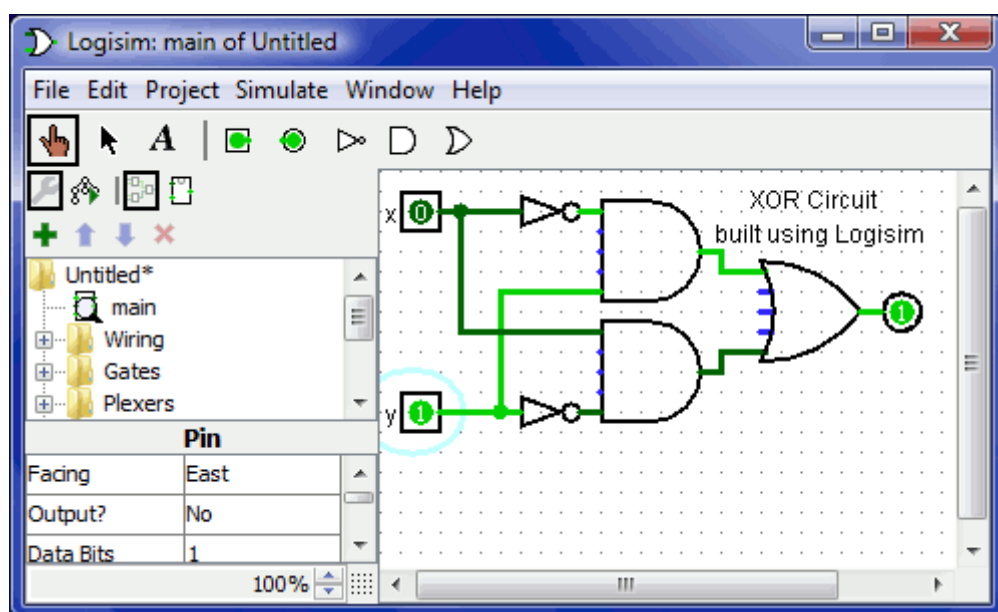 Logisim: main of Untitled
File Edit Project Simulate Window Help
A
x 0
XOR Circuit
built using Logisim
1
y 1
Untitled*
main
Wiring
Gates
Plexers
Pin
Facing East
Output? No
Data Bits 1
100%